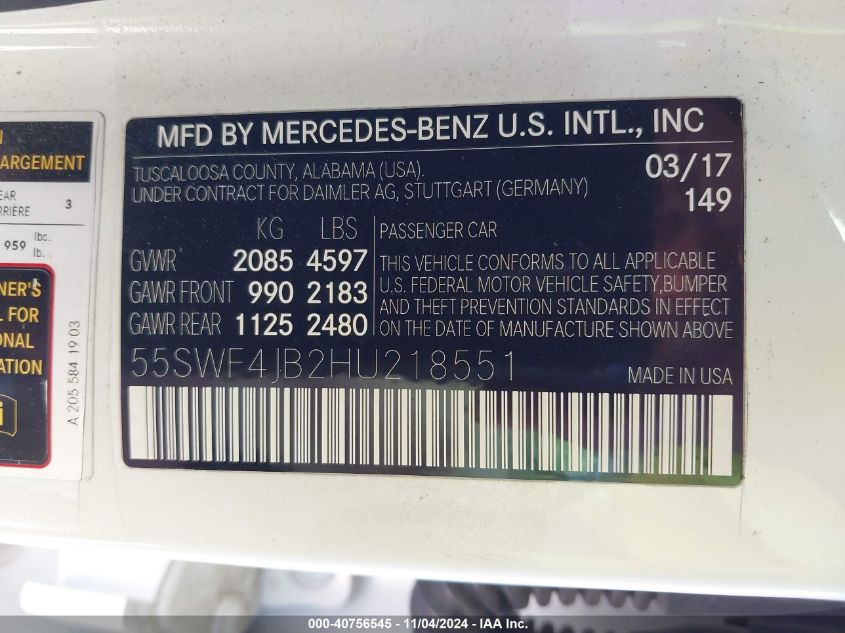 N
ARGEMENT
EAR
RRIÈRE 3
959 lbs.
lb.
NER'S
L FOR
ONAL
ATION
i
A 205 584 19 03
MFD BY MERCEDES-BENZ U.S. INTL., INC
TUSCALOOSA COUNTY, ALABAMA (USA). 03/17
UNDER CONTRACT FOR DAIMLER AG, STUTTGART (GERMANY) 149
KG LBS PASSENGER CAR
GVWR 2085 4597
GAWR FRONT 990 2183
GAWR REAR 1125 2480
THIS VEHICLE CONFORMS TO ALL APPLICABLE
U.S. FEDERAL MOTOR VEHICLE SAFETY,BUMPER
AND THEFT PREVENTION STANDARDS IN EFFECT
ON THE DATE OF MANUFACTURE SHOWN ABOVE
55SWF4JB2HU218551 MADE IN USA
000-40756545 - 11/04/2024 - IAA Inc.